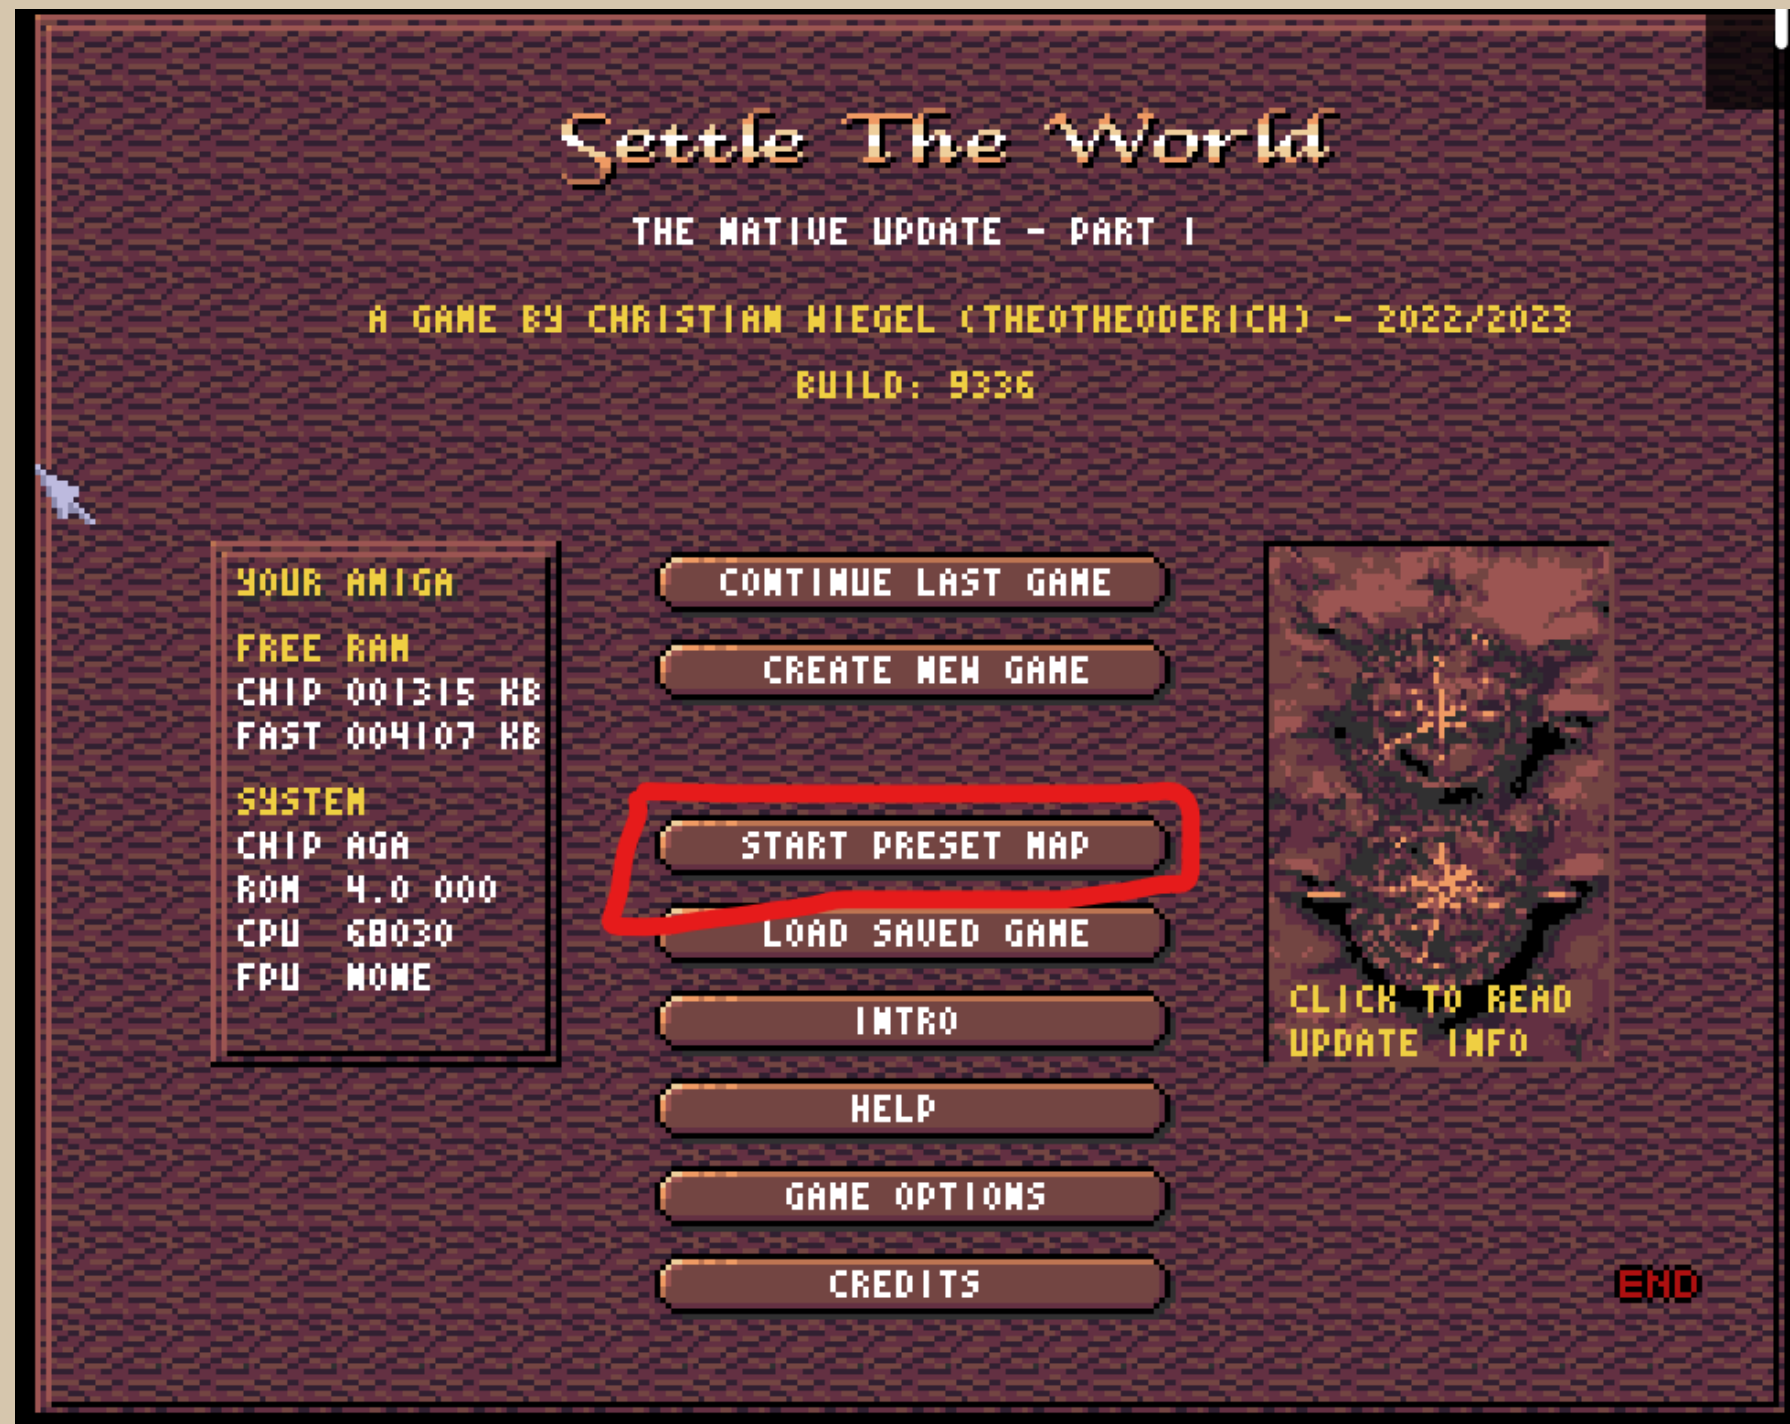 Settle The World
THE NATIVE UPDATE - PART 1
A GAME BY CHRISTIAN WIEGEL (THEOTHEODERICH) - 2022/2023
BUILD: 9336
YOUR AMIGA
FREE RAM
CHIP 001315 KB
FAST 004107 KB
SYSTEM
CHIP AGA
ROM 4.0 000
CPU 68030
FPU NONE
CONTINUE LAST GAME
CREATE NEW GAME
START PRESET MAP
LOAD SAVED GAME
INTRO
HELP
GAME OPTIONS
CREDITS
CLICK TO READ
UPDATE INFO
END